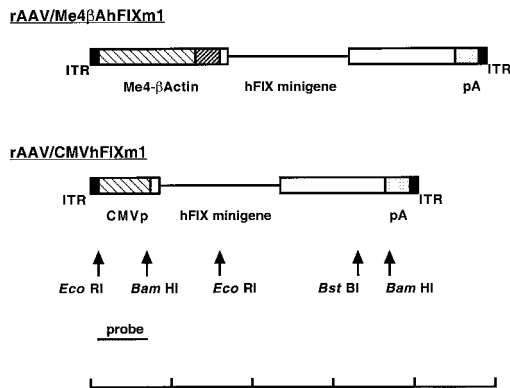 rAAV/Me4βAhFIXm1
ITR ITR
Me4-βActin hFIX minigene pA
rAAV/CMVhFIXm1
ITR ITR
CMVp hFIX minigene pA
Eco RI Bam HI Eco RI Bst BI Bam HI
probe